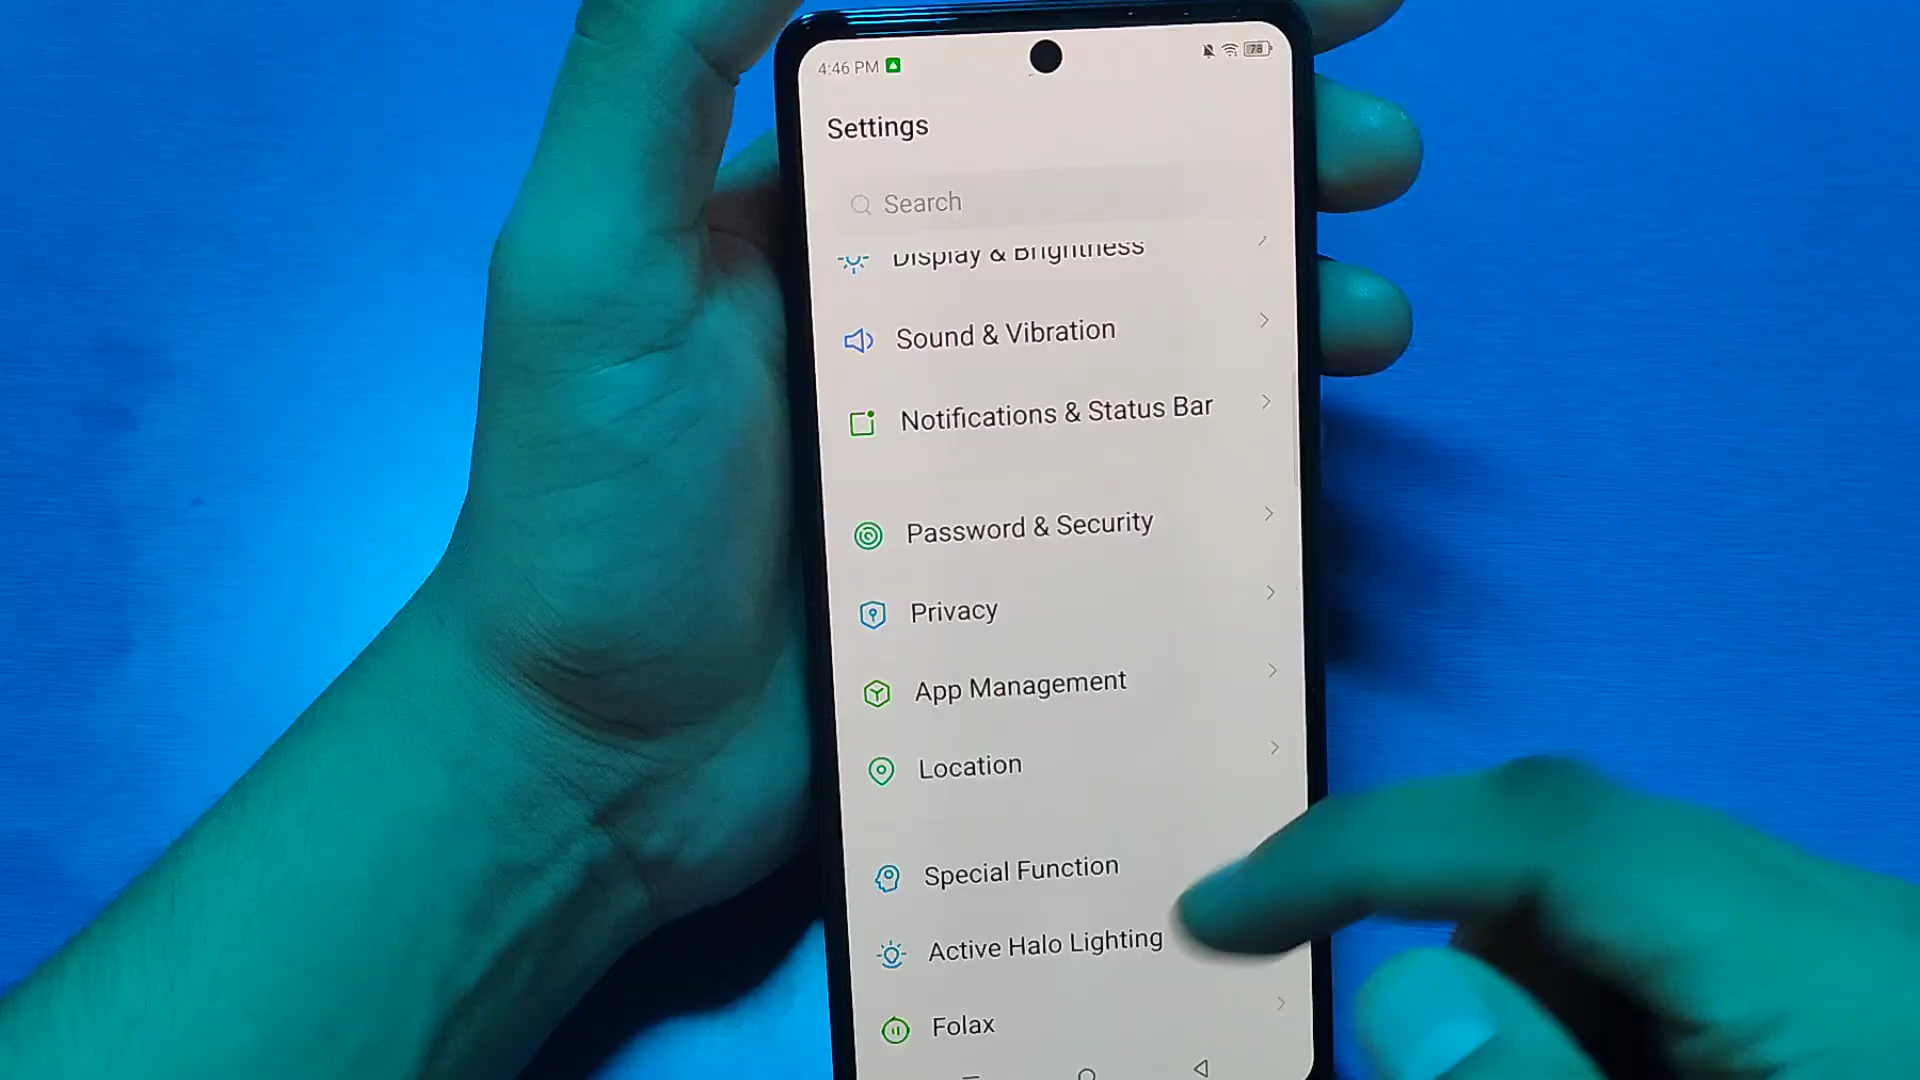 4:46 PM
78
Settings
Search
Display & Brightness
Sound & Vibration
Notifications & Status Bar
Password & Security
Privacy
App Management
Location
Special Function
Active Halo Lighting
Folax